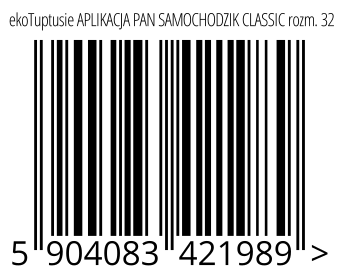 ekoTuptusie APLIKACJA PAN SAMOCHODZIK CLASSIC rozm. 32
5 904083 421989 >